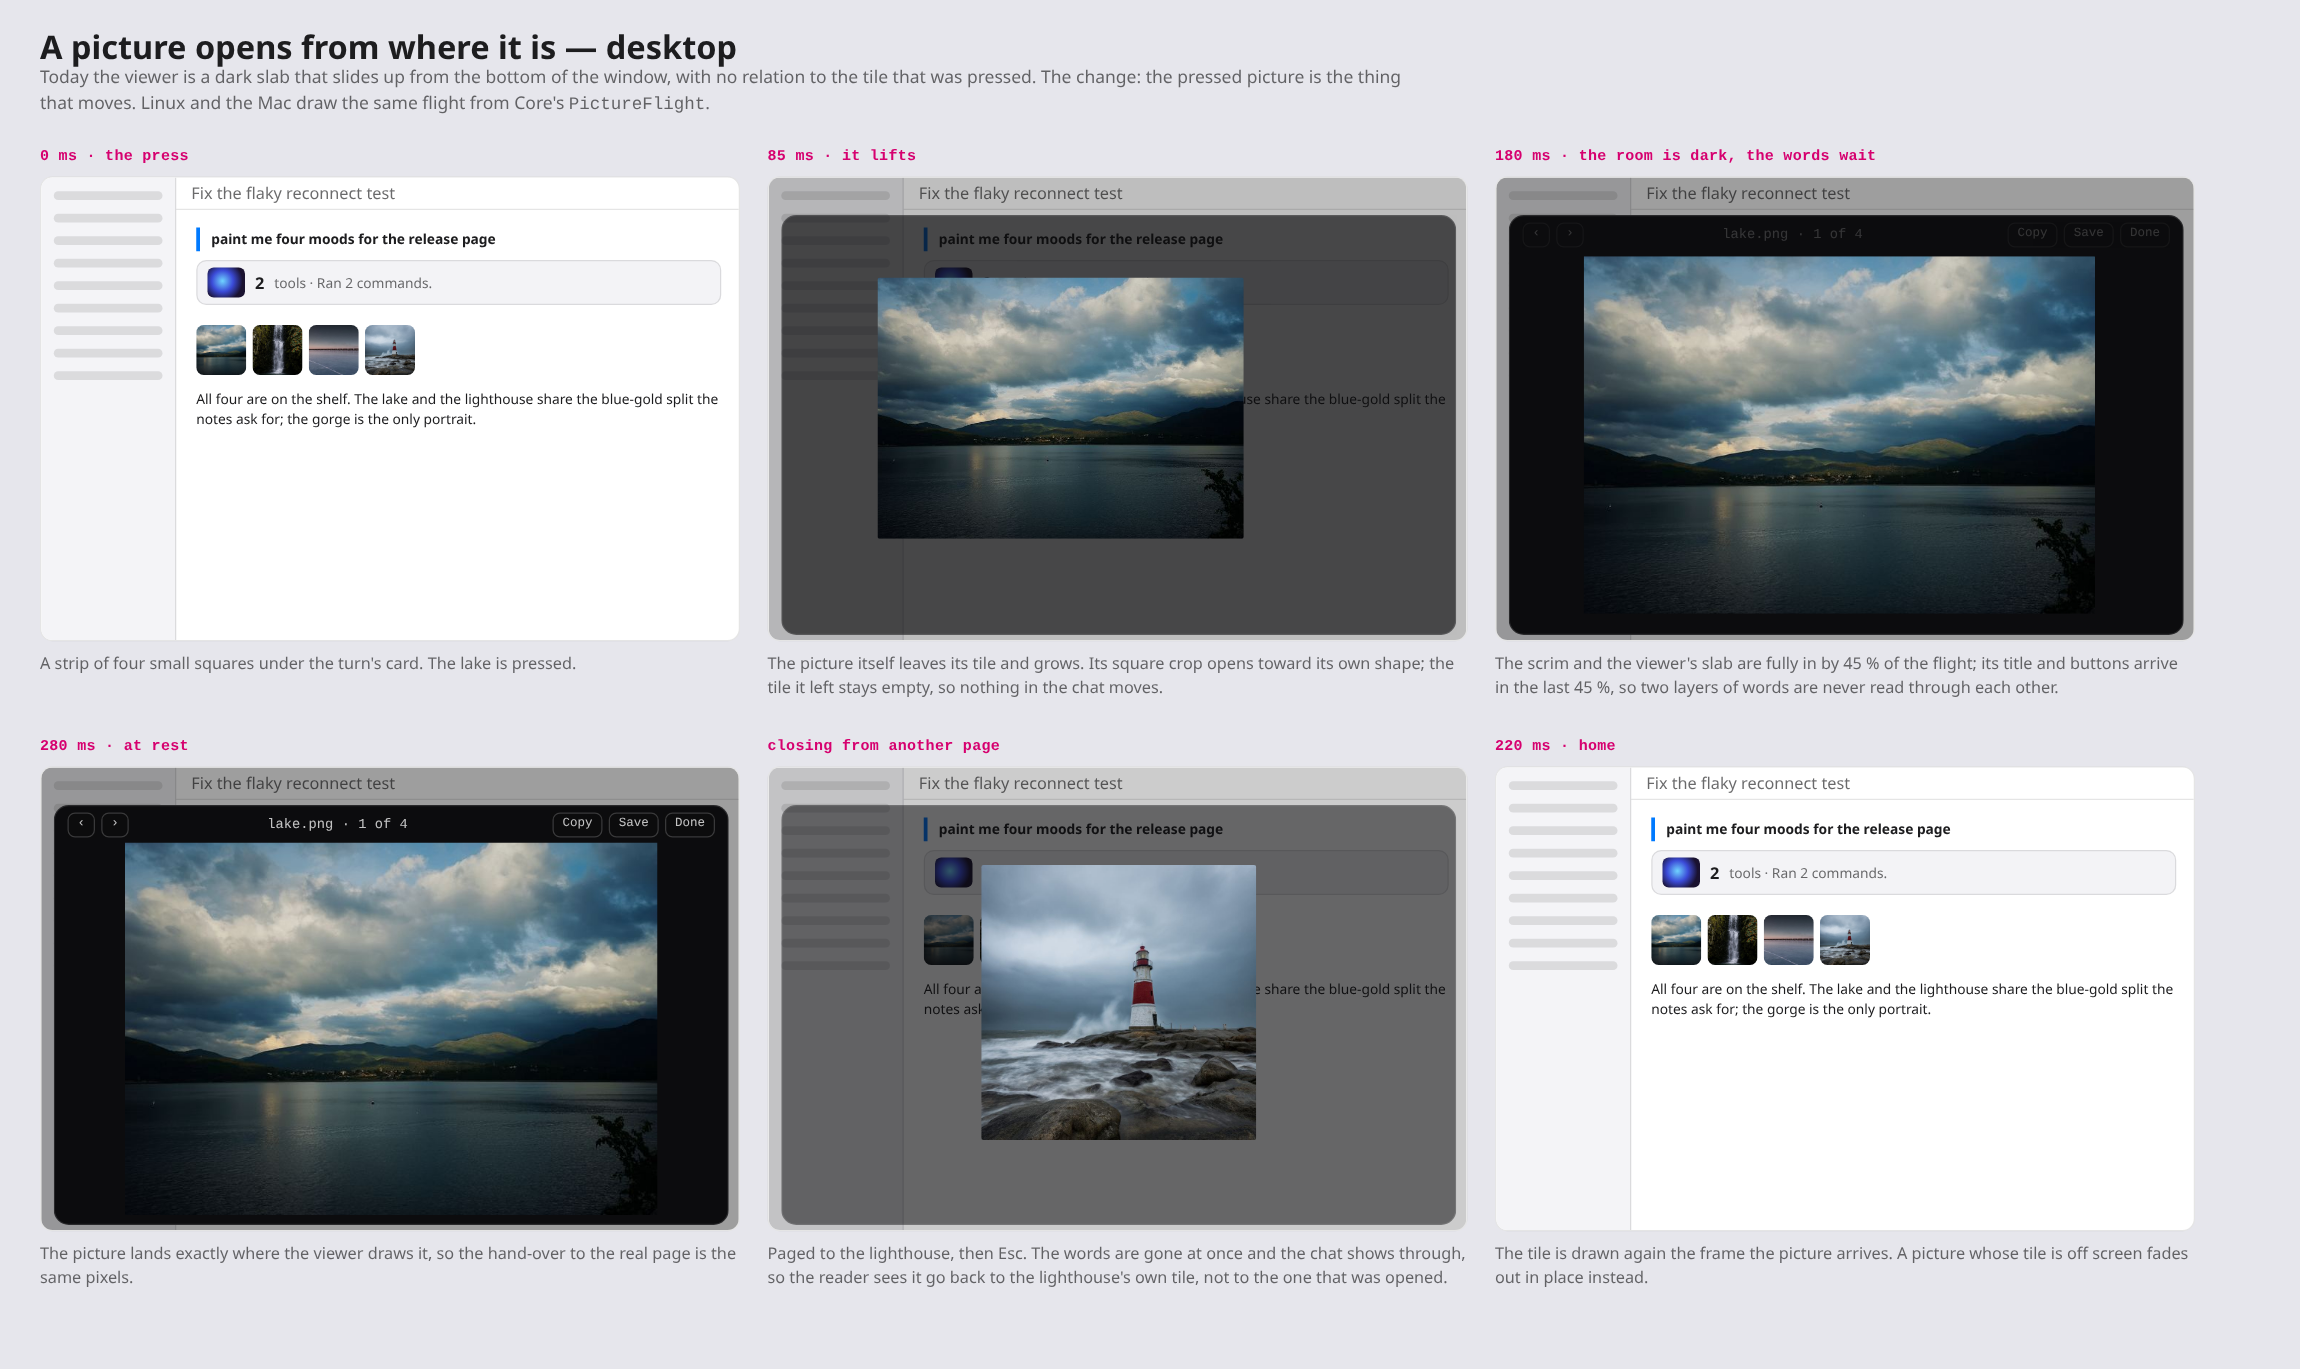 A picture opens from where it is — desktop
Today the viewer is a dark slab that slides up from the bottom of the window, with no relation to the tile that was pressed. The change: the pressed picture is the thing
that moves. Linux and the Mac draw the same flight from Core's PictureFlight.
0 ms · the press
Fix the flaky reconnect test
paint me four moods for the release page
2 tools · Ran 2 commands.
All four are on the shelf. The lake and the lighthouse share the blue-gold split the
notes ask for; the gorge is the only portrait.
A strip of four small squares under the turn's card. The lake is pressed.
85 ms · it lifts
Fix the flaky reconnect test
paint me four moods for the release page
se share the blue-gold split the
The picture itself leaves its tile and grows. Its square crop opens toward its own shape; the
tile it left stays empty, so nothing in the chat moves.
180 ms · the room is dark, the words wait
Fix the flaky reconnect test
‹ › lake.png · 1 of 4 Copy Save Done
The scrim and the viewer's slab are fully in by 45 % of the flight; its title and buttons arrive
in the last 45 %, so two layers of words are never read through each other.
280 ms · at rest
Fix the flaky reconnect test
‹ › lake.png · 1 of 4 Copy Save Done
The picture lands exactly where the viewer draws it, so the hand-over to the real page is the
same pixels.
closing from another page
Fix the flaky reconnect test
paint me four moods for the release page
All four a e share the blue-gold split the
notes ask
Paged to the lighthouse, then Esc. The words are gone at once and the chat shows through,
so the reader sees it go back to the lighthouse's own tile, not to the one that was opened.
220 ms · home
Fix the flaky reconnect test
paint me four moods for the release page
2 tools · Ran 2 commands.
All four are on the shelf. The lake and the lighthouse share the blue-gold split the
notes ask for; the gorge is the only portrait.
The tile is drawn again the frame the picture arrives. A picture whose tile is off screen fades
out in place instead.